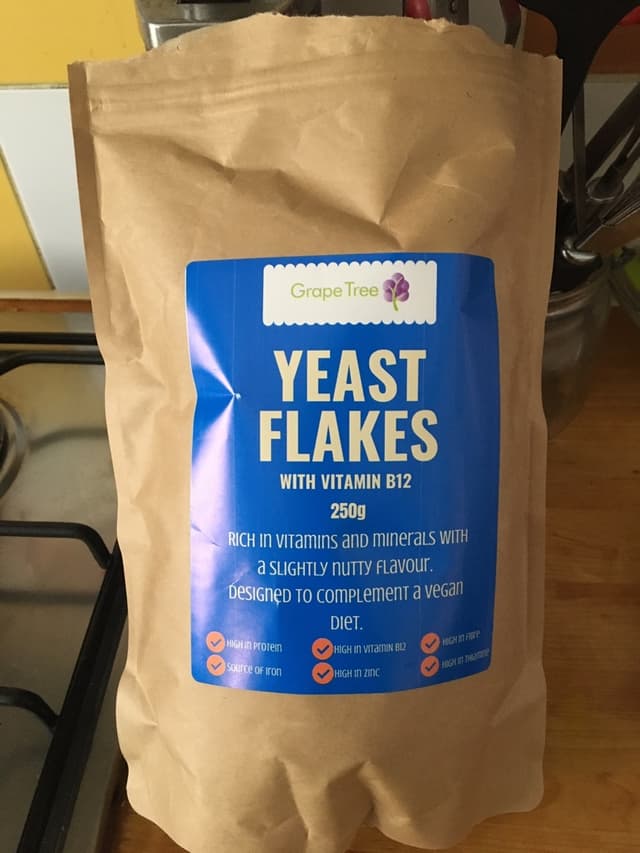 Grape Tree
YEAST
FLAKES
WITH VITAMIN B12
250g
RICH IN VITAMINS AND MINERALS WITH
A SLIGHTLY NUTTY FLAVOUR.
DESIGNED TO COMPLEMENT A VEGAN
DIET.
HIGH IN PROTEIN
HIGH IN VITAMIN B12
HIGH IN FIBRE
SOURCE OF IRON
HIGH IN ZINC
HIGH IN THIAMINE